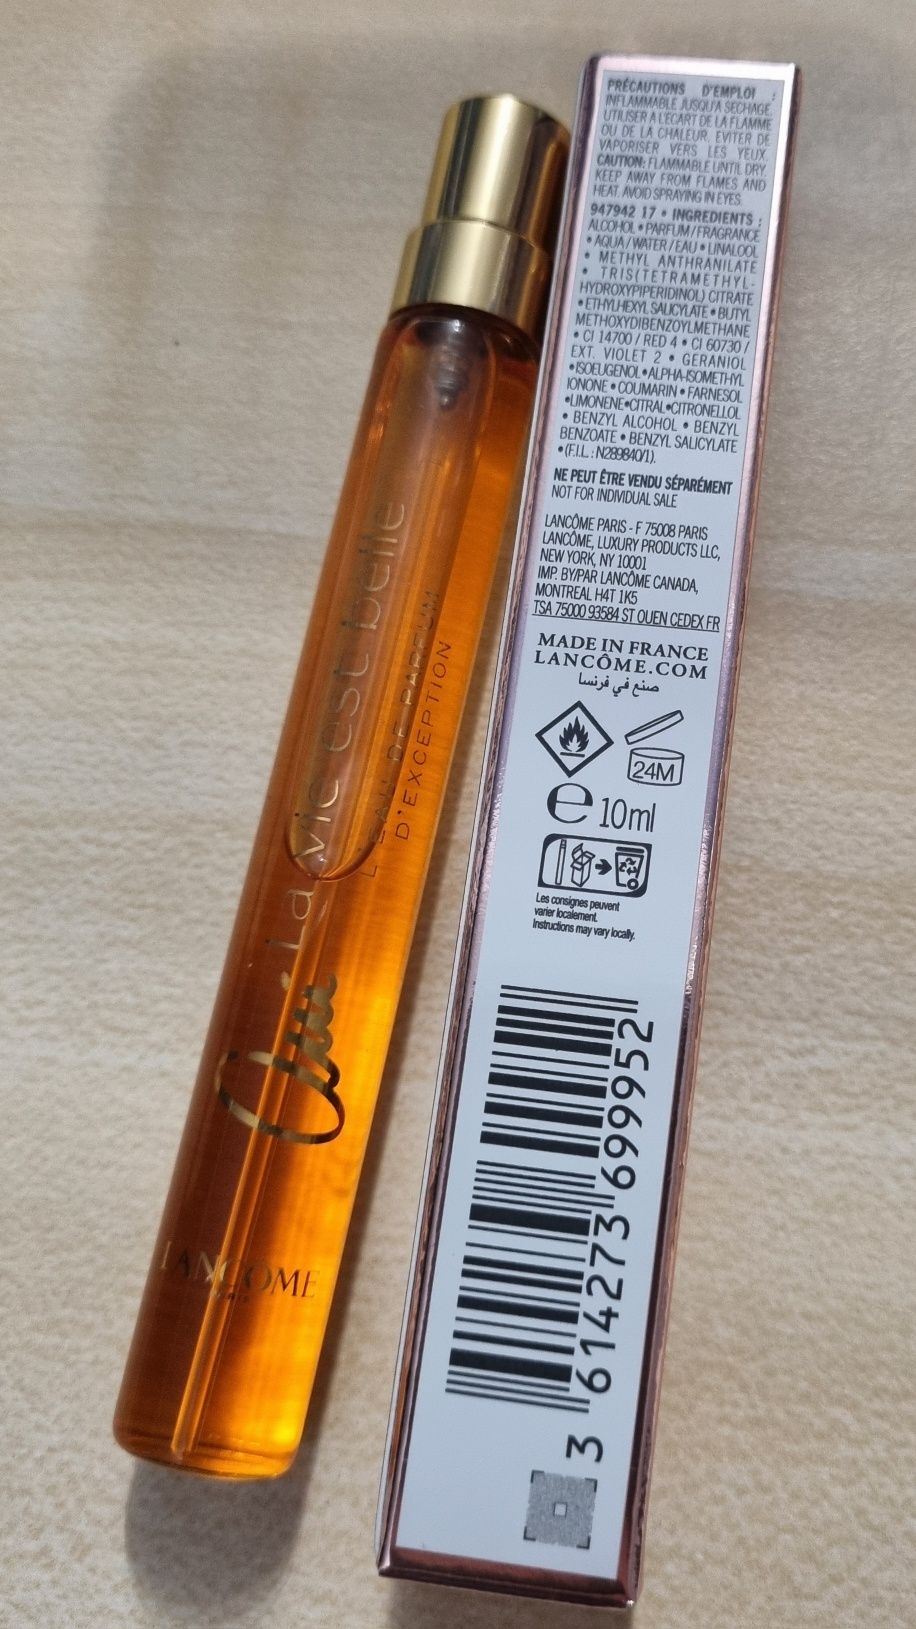 Oui
La vie est belle
L'EAU DE PARFUM
D'EXCEPTION
LANCÔME
PARIS
PRÉCAUTIONS D'EMPLOI :
INFLAMMABLE JUSQU'A SECHAGE.
UTILISER A L'ECART DE LA FLAMME
OU DE LA CHALEUR. EVITER DE
VAPORISER VERS LES YEUX.
CAUTION: FLAMMABLE UNTIL DRY.
KEEP AWAY FROM FLAMES AND
HEAT. AVOID SPRAYING IN EYES.
947942 17 • INGREDIENTS :
ALCOHOL • PARFUM / FRAGRANCE
• AQUA / WATER / EAU • LINALOOL
• METHYL ANTHRANILATE
• TRIS(TETRAMETHYL-
HYDROXYPIPERIDINOL) CITRATE
• ETHYLHEXYL SALICYLATE • BUTYL
METHOXYDIBENZOYLMETHANE
• CI 14700 / RED 4 • CI 60730 /
EXT. VIOLET 2 • GERANIOL
• ISOEUGENOL • ALPHA-ISOMETHYL
IONONE • COUMARIN • FARNESOL
• LIMONENE • CITRAL • CITRONELLOL
• BENZYL ALCOHOL • BENZYL
BENZOATE • BENZYL SALICYLATE
• (F.I.L. : N289840/1).
NE PEUT ÊTRE VENDU SÉPARÉMENT
NOT FOR INDIVIDUAL SALE
LANCÔME PARIS - F 75008 PARIS
LANCÔME, LUXURY PRODUCTS LLC,
NEW YORK, NY 10001
IMP. BY/PAR LANCÔME CANADA,
MONTREAL H4T 1K5
TSA 75000 93584 ST OUEN CEDEX FR
MADE IN FRANCE
LANCÔME.COM
صنع في فرنسا
24M
e 10ml
Les consignes peuvent
varier localement.
Instructions may vary locally.
3 614273 699952